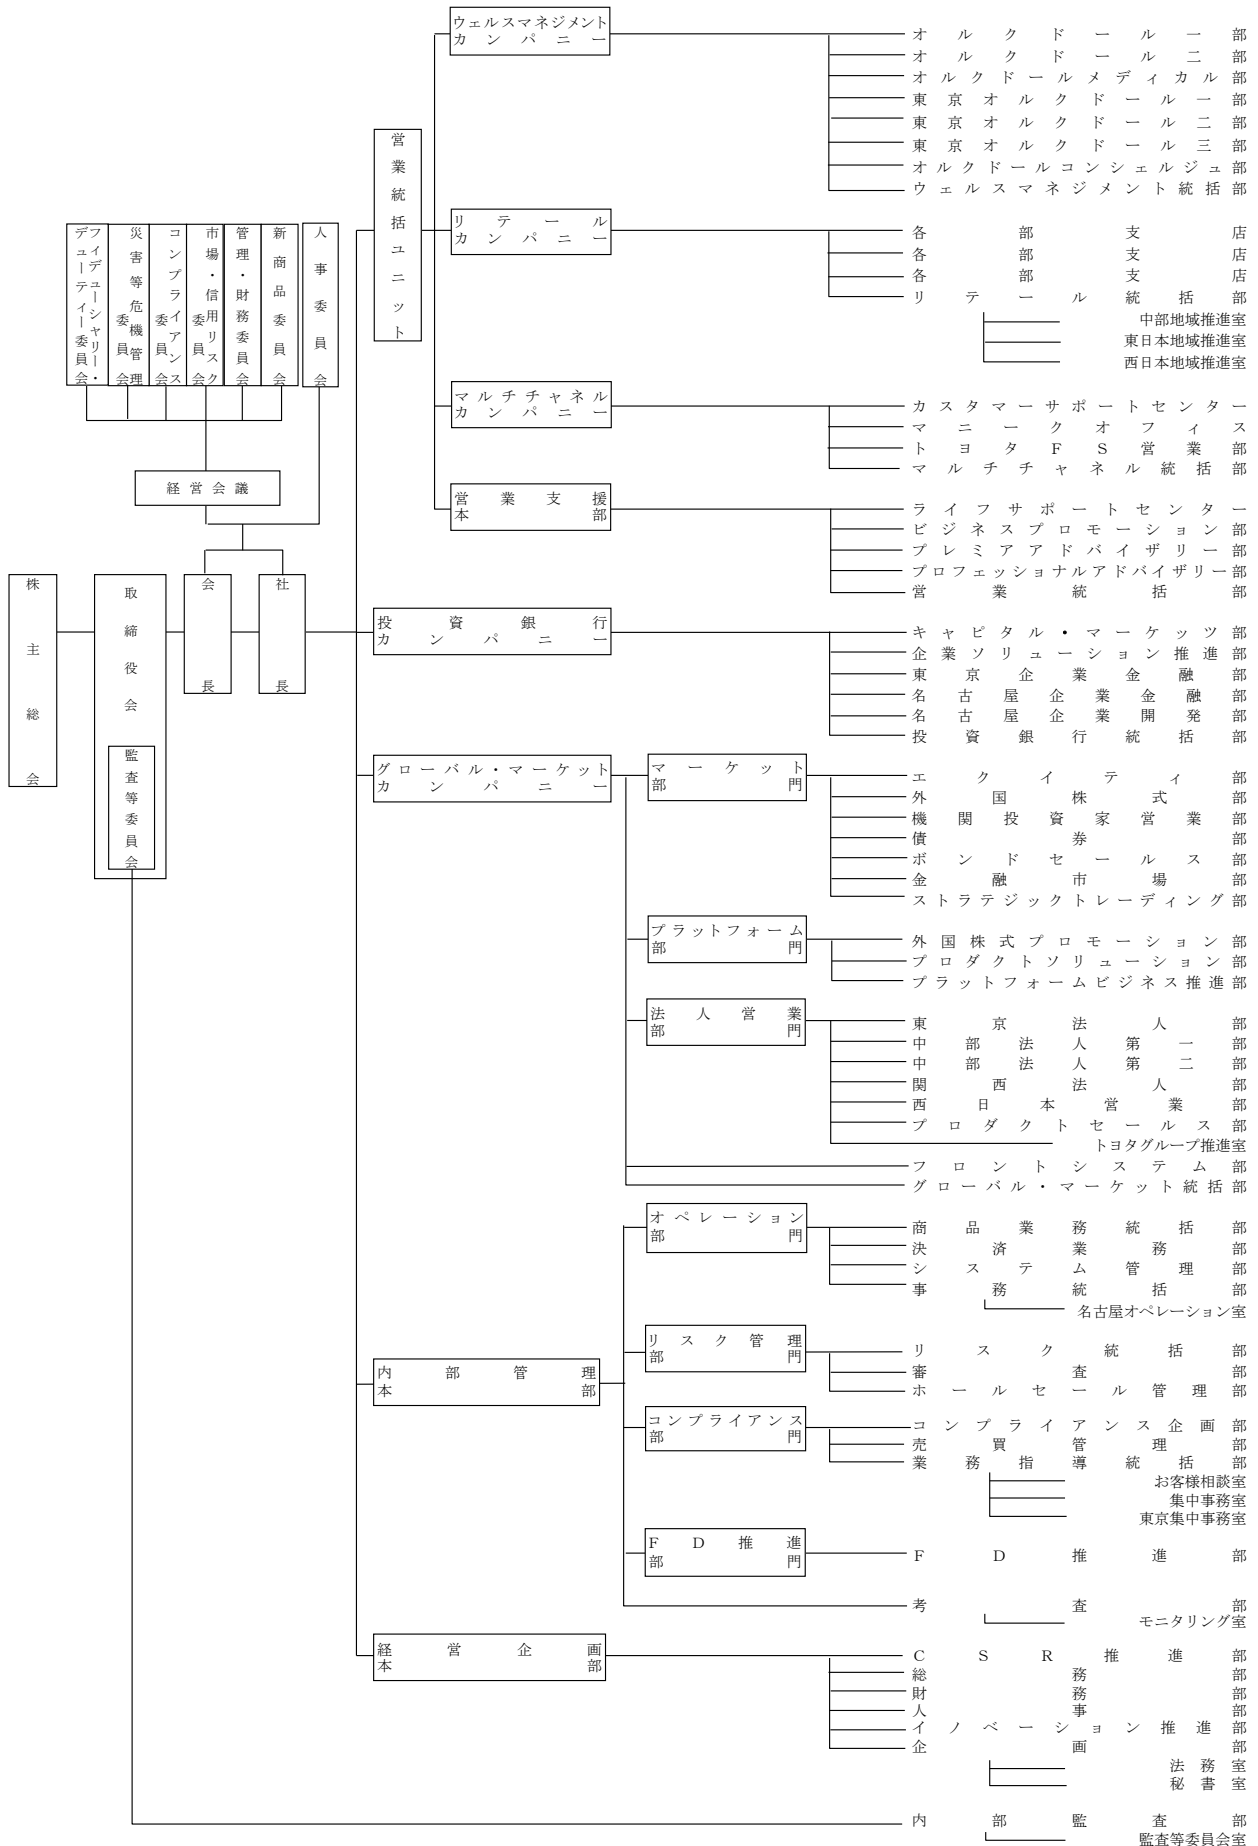 株主総会
取締役会
監査等委員会
会長
社長
経営会議
フィデューシャリー・
デューティー委員会
災害等危機管理
委員会
コンプライアンス
委員会
市場・信用リスク
委員会
管理・財務委員会
新商品委員会
人事委員会
営業統括ユニット
ウェルスマネジメント
カンパニー
オルクドール一部
オルクドール二部
オルクドールメディカル部
東京オルクドール一部
東京オルクドール二部
東京オルクドール三部
オルクドールコンシェルジュ部
ウェルスマネジメント統括部
リテール
カンパニー
各部支店
各部支店
各部支店
リテール統括部
中部地域推進室
東日本地域推進室
西日本地域推進室
マルチチャネル
カンパニー
カスタマーサポートセンター
マニークオフィス
トヨタFS営業部
マルチチャネル統括部
営業支援
本部
ライフサポートセンター
ビジネスプロモーション部
プレミアアドバイザリー部
プロフェッショナルアドバイザリー部
営業統括部
投資銀行
カンパニー
キャピタル・マーケッツ部
企業ソリューション推進部
東京企業金融部
名古屋企業金融部
名古屋企業開発部
投資銀行統括部
グローバル・マーケット
カンパニー
マーケット
部門
エクイティ部
外国株式部
機関投資家営業部
債券部
ボンドセールス部
金融市場部
ストラテジックトレーディング部
プラットフォーム
部門
外国株式プロモーション部
プロダクトソリューション部
プラットフォームビジネス推進部
法人営業
部門
東京法人部
中部法人第一部
中部法人第二部
関西法人部
西日本営業部
プロダクトセールス部
トヨタグループ推進室
フロントシステム部
グローバル・マーケット統括部
内部管理
本部
オペレーション
部門
商品業務統括部
決済業務部
システム管理部
事務統括部
名古屋オペレーション室
リスク管理
部門
リスク統括部
審査部
ホールセール管理部
コンプライアンス
部門
コンプライアンス企画部
売買管理部
業務指導統括部
お客様相談室
集中事務室
東京集中事務室
FD推進
部門
FD推進部
考査部
モニタリング室
経営企画
本部
CSR推進部
総務部
財務部
人事部
イノベーション推進部
企画部
法務室
秘書室
内部監査部
監査等委員会室